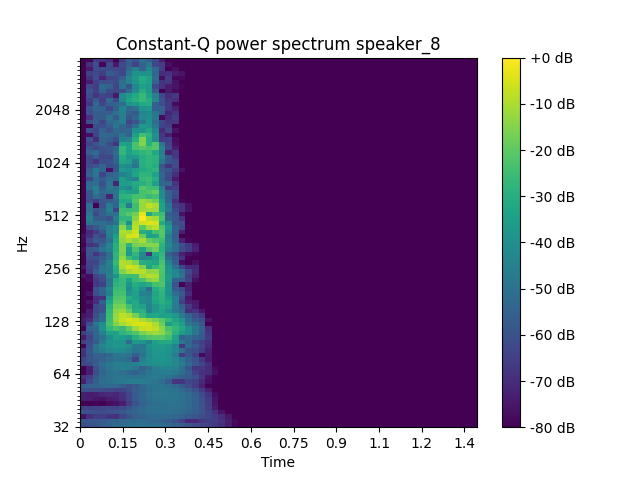 Constant-Q power spectrum speaker_8
+0 dB
-10 dB
-20 dB
-30 dB
-40 dB
-50 dB
-60 dB
-70 dB
-80 dB
Hz
2048
1024
512
256
128
64
32
0 0.15 0.3 0.45 0.6 0.75 0.9 1.1 1.2 1.4
Time